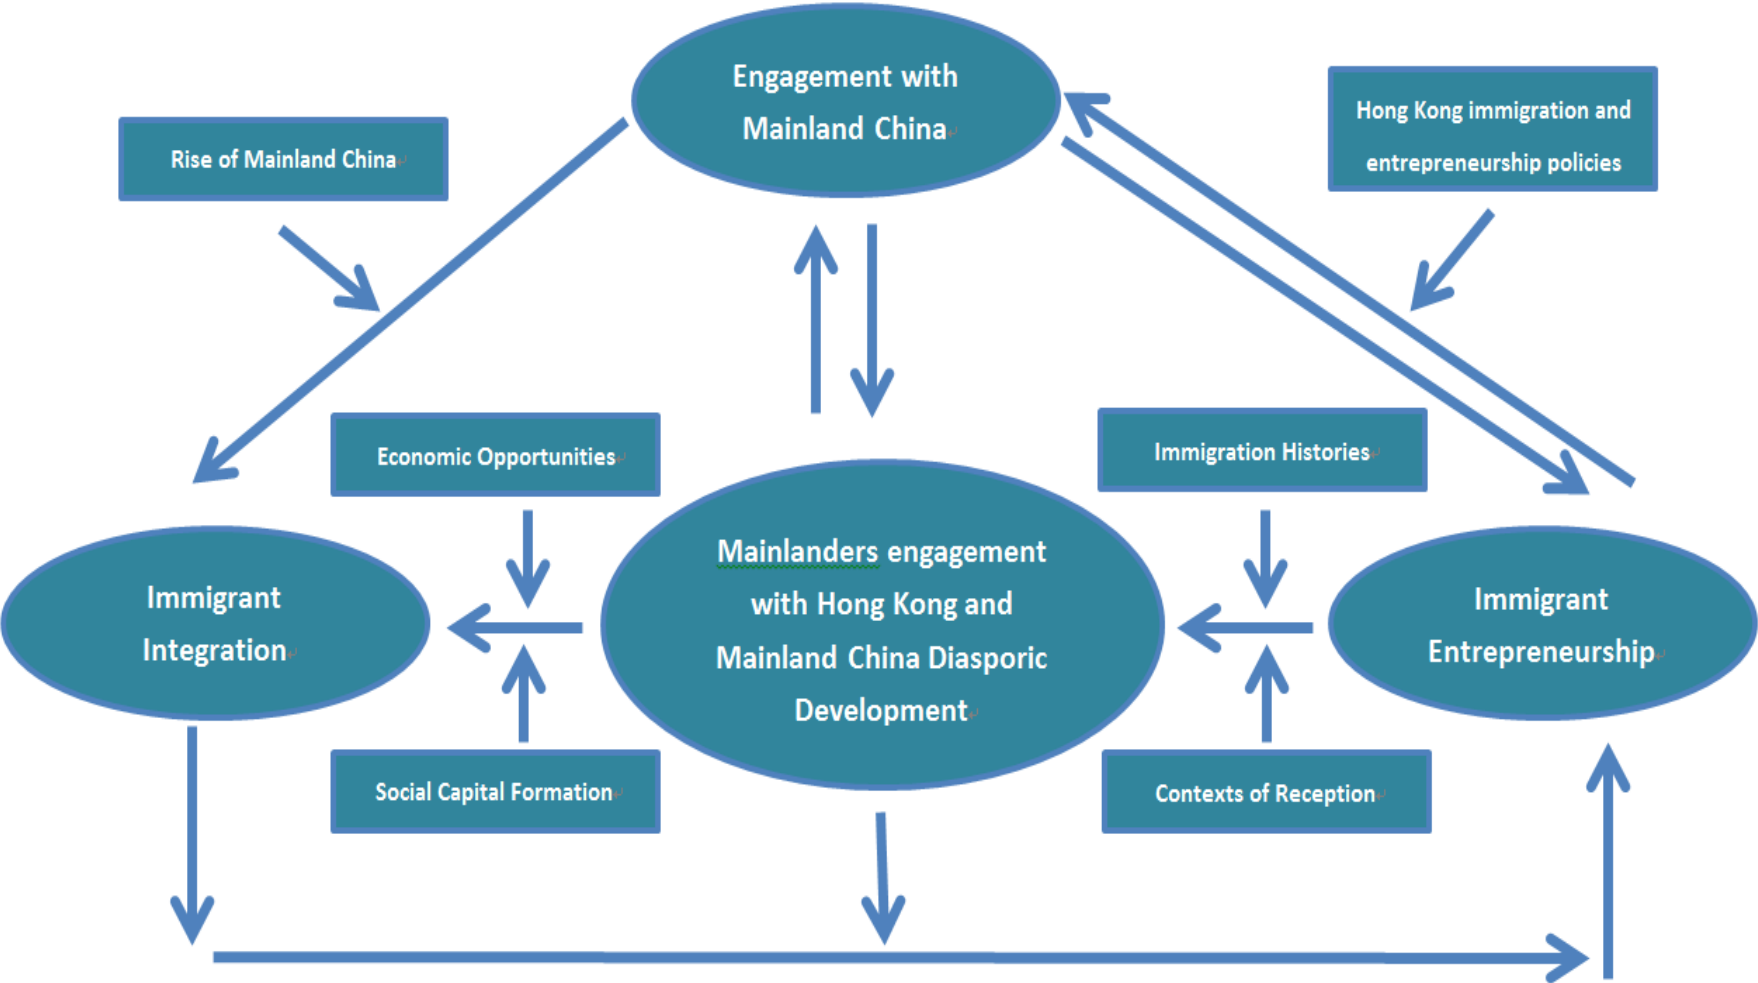 Engagement with
Mainland China
Hong Kong immigration and
entrepreneurship policies
Rise of Mainland China
Economic Opportunities
Immigration Histories
Immigrant
Integration
Mainlanders engagement
with Hong Kong and
Mainland China Diasporic
Development
Immigrant
Entrepreneurship
Social Capital Formation
Contexts of Reception